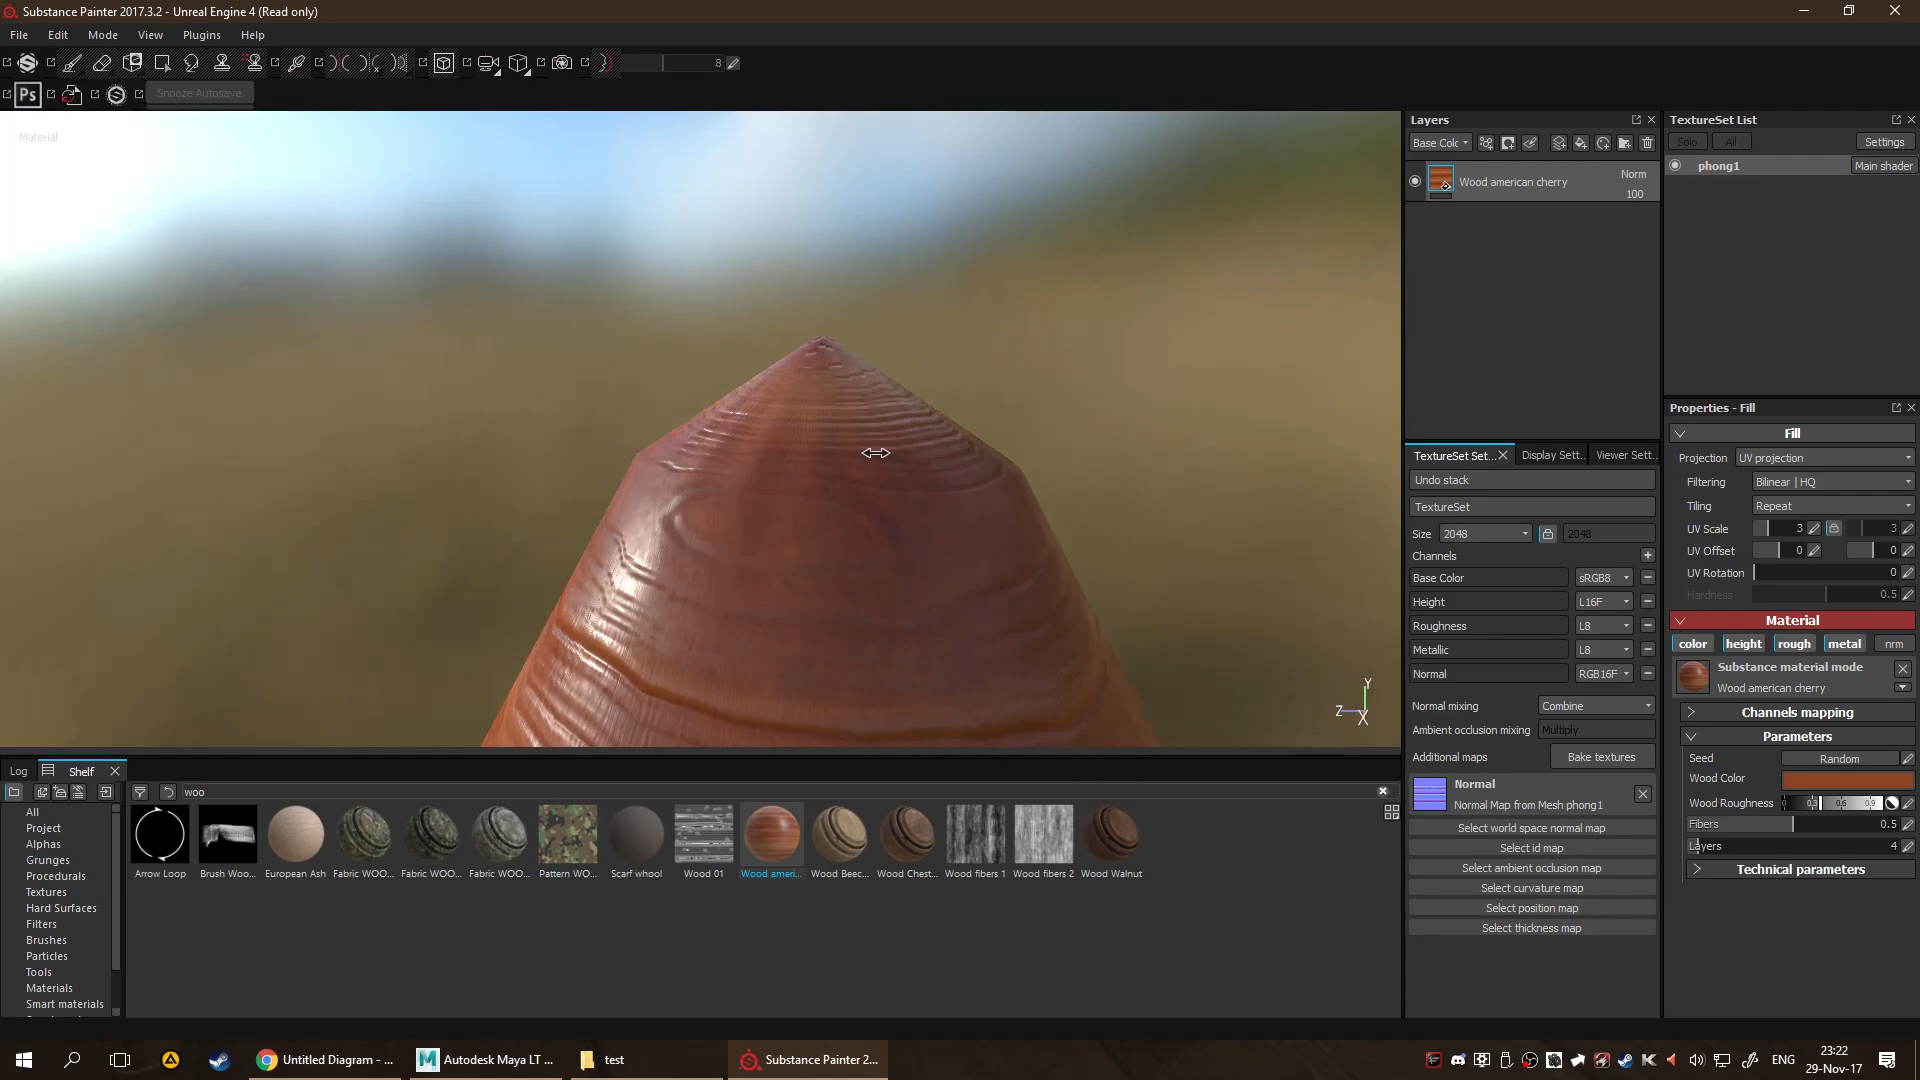 Substance Painter 2017.3.2 - Unreal Engine 4 (Read only)
File Edit Mode View Plugins Help
8
Ps Snooze Autosave
Material
Layers
Base Colc
Wood american cherry
Norm
100
TextureSet List
Solo All Settings
phong1 Main shader
TextureSet Set... Display Sett... Viewer Sett...
Undo stack
TextureSet
Size 2048 2048
Channels
Base Color sRGB8
Height L16F
Roughness L8
Metallic L8
Normal RGB16F
Normal mixing Combine
Ambient occlusion mixing Multiply
Additional maps Bake textures
Normal
Normal Map from Mesh phong1
Select world space normal map
Select id map
Select ambient occlusion map
Select curvature map
Select position map
Select thickness map
Properties - Fill
Fill
Projection UV projection
Filtering Bilinear | HQ
Tiling Repeat
UV Scale 3 3
UV Offset 0 0
UV Rotation 0
Hardness 0.5
Material
color height rough metal nrm
Substance material mode
Wood american cherry
Channels mapping
Parameters
Seed Random
Wood Color
Wood Roughness 0 0.3 0.6 0.9
Fibers 0.5
Layers 4
Technical parameters
Y
Z X
Log Shelf
woo
All
Project
Alphas
Grunges
Procedurals
Textures
Hard Surfaces
Filters
Brushes
Particles
Tools
Materials
Smart materials
Arrow Loop Brush Woo... European Ash Fabric WOO... Fabric WOO... Fabric WOO... Pattern WO... Scarf whool Wood 01 Wood ameri... Wood Beec... Wood Chest... Wood fibers 1 Wood fibers 2 Wood Walnut
Untitled Diagram - ... Autodesk Maya LT ... test Substance Painter 2...
ENG
23:22
29-Nov-17